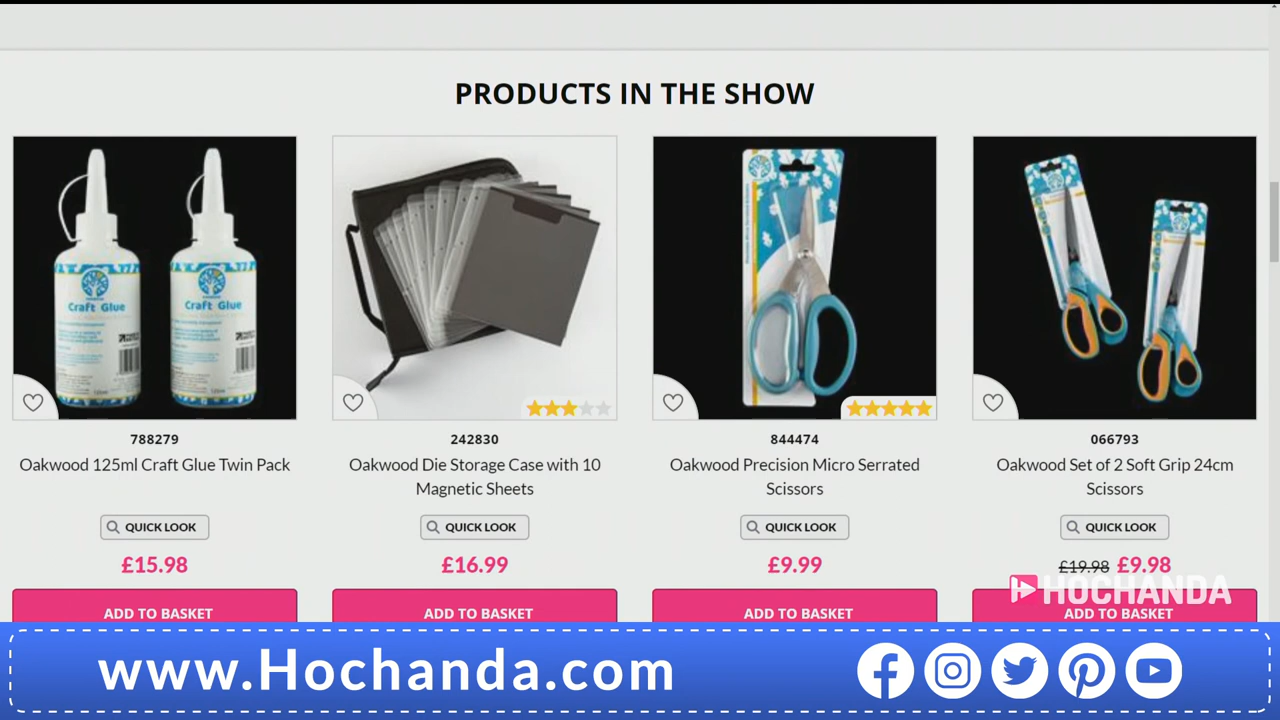 PRODUCTS IN THE SHOW
Craft Glue
Craft Glue
788279
Oakwood 125ml Craft Glue Twin Pack
QUICK LOOK
£15.98
ADD TO BASKET
242830
Oakwood Die Storage Case with 10
Magnetic Sheets
QUICK LOOK
£16.99
ADD TO BASKET
844474
Oakwood Precision Micro Serrated
Scissors
QUICK LOOK
£9.99
ADD TO BASKET
066793
Oakwood Set of 2 Soft Grip 24cm
Scissors
QUICK LOOK
£19.98 £9.98
ADD TO BASKET
HOCHANDA
www.Hochanda.com